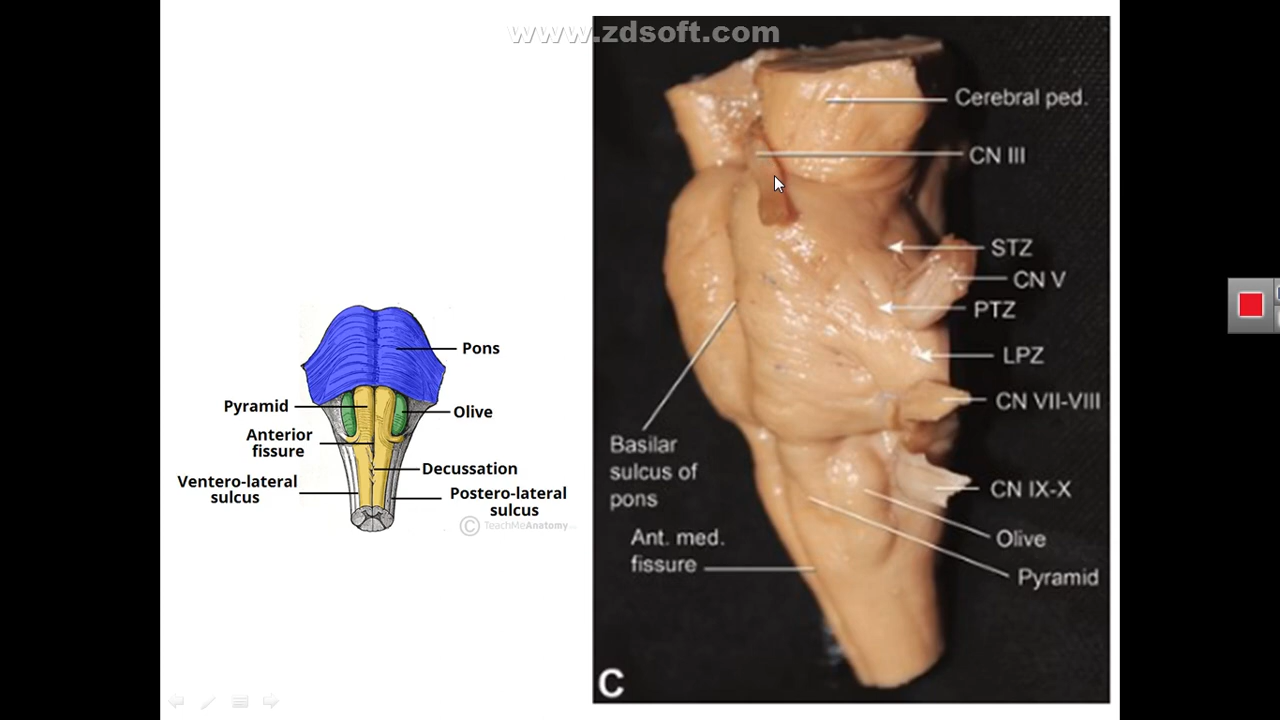 www.zdsoft.com
Pons
Pyramid
Olive
Anterior
fissure
Decussation
Ventero-lateral
sulcus
Postero-lateral
sulcus
© TeachMeAnatomy
Cerebral ped.
CN III
STZ
CN V
PTZ
LPZ
CN VII-VIII
Basilar
sulcus of
pons
CN IX-X
Ant. med.
fissure
Olive
Pyramid
C